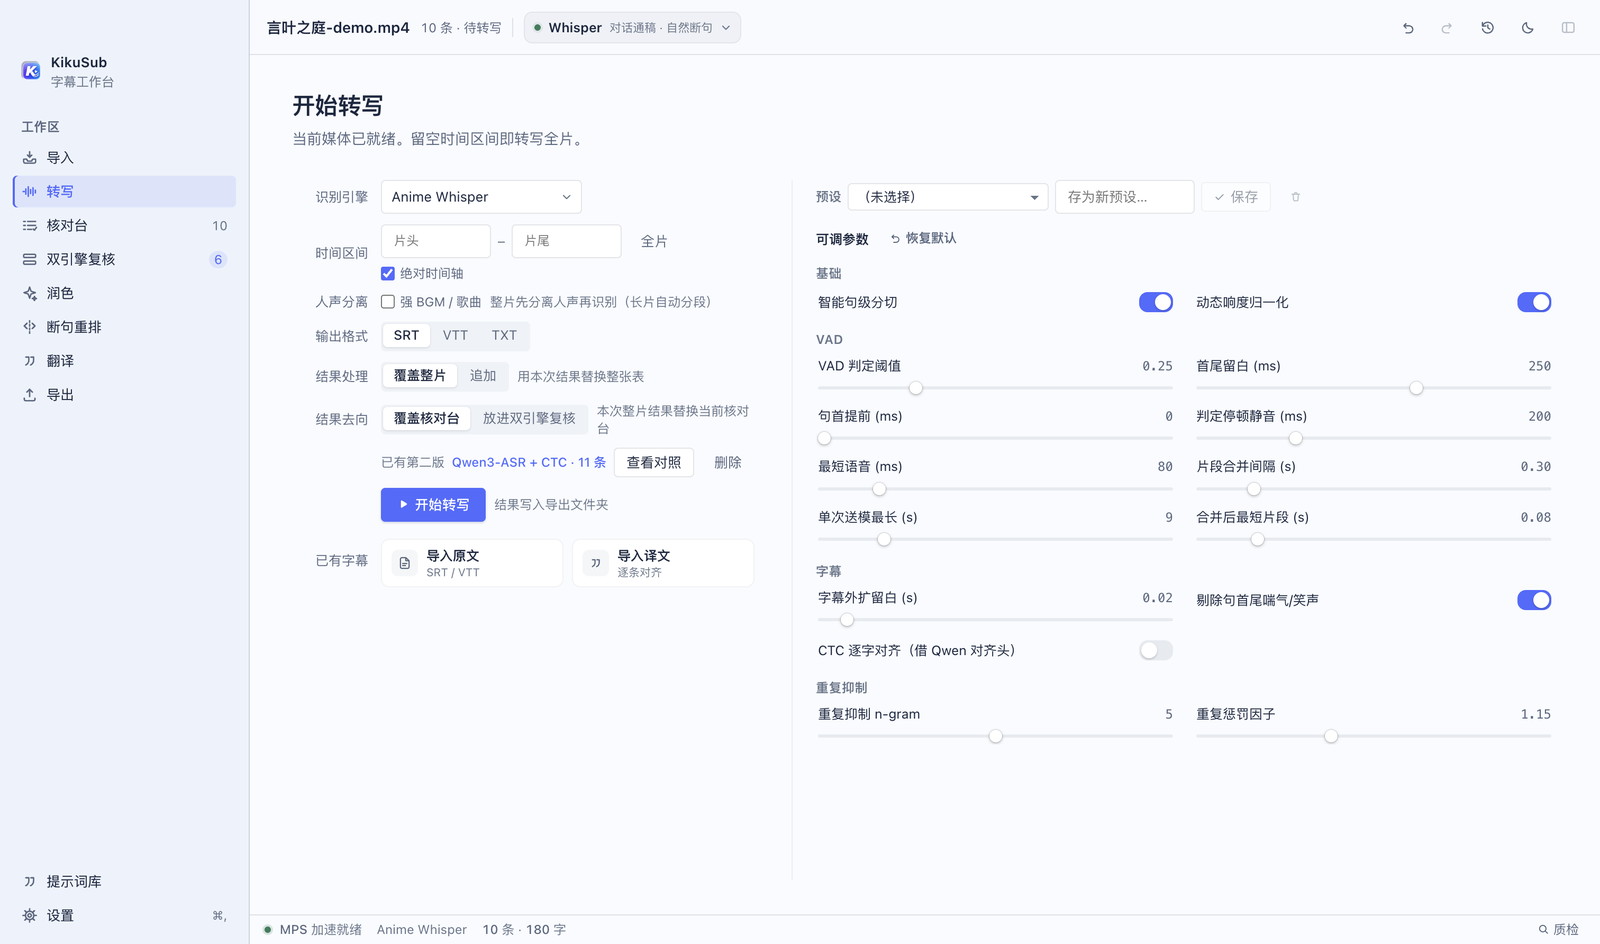 KikuSub
字幕工作台
工作区
导入
转写
核对台 10
双引擎复核 6
润色
断句重排
翻译
导出
提示词库
设置 ⌘,
言叶之庭-demo.mp4 10 条 · 待转写 Whisper 对话通稿 · 自然断句
开始转写
当前媒体已就绪。留空时间区间即转写全片。
识别引擎 Anime Whisper
时间区间 片头 – 片尾 全片
绝对时间轴
人声分离 强 BGM / 歌曲 整片先分离人声再识别（长片自动分段）
输出格式 SRT VTT TXT
结果处理 覆盖整片 追加 用本次结果替换整张表
结果去向 覆盖核对台 放进双引擎复核 本次整片结果替换当前核对
台
已有第二版 Qwen3-ASR + CTC · 11 条 查看对照 删除
开始转写 结果写入导出文件夹
已有字幕 导入原文 导入译文
SRT / VTT 逐条对齐
预设 （未选择） 存为新预设... 保存
可调参数 恢复默认
基础
智能句级分切 动态响度归一化
VAD
VAD 判定阈值 0.25 首尾留白 (ms) 250
句首提前 (ms) 0 判定停顿静音 (ms) 200
最短语音 (ms) 80 片段合并间隔 (s) 0.30
单次送模最长 (s) 9 合并后最短片段 (s) 0.08
字幕
字幕外扩留白 (s) 0.02 剔除句首尾喘气/笑声
CTC 逐字对齐（借 Qwen 对齐头）
重复抑制
重复抑制 n-gram 5 重复惩罚因子 1.15
MPS 加速就绪 Anime Whisper 10 条 · 180 字 质检